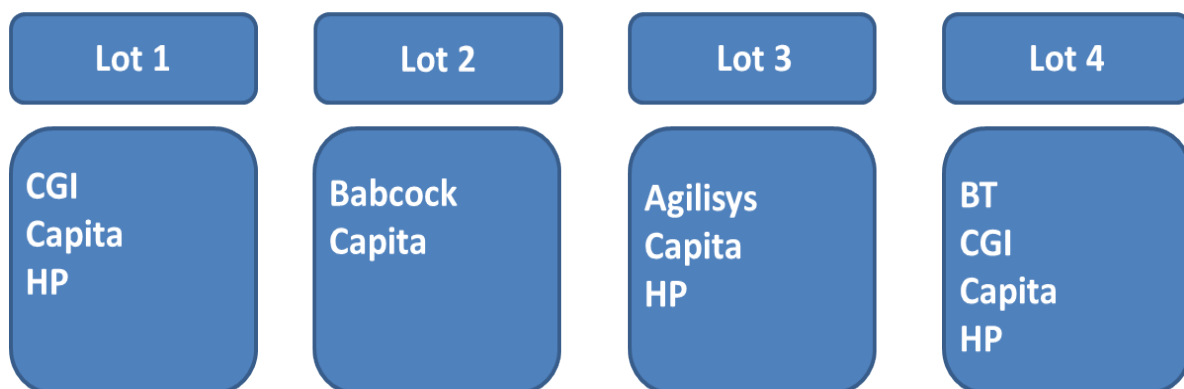 Lot 1
CGI
Capita
HP
Lot 2
Babcock
Capita
Lot 3
Agilisys
Capita
HP
Lot 4
BT
CGI
Capita
HP